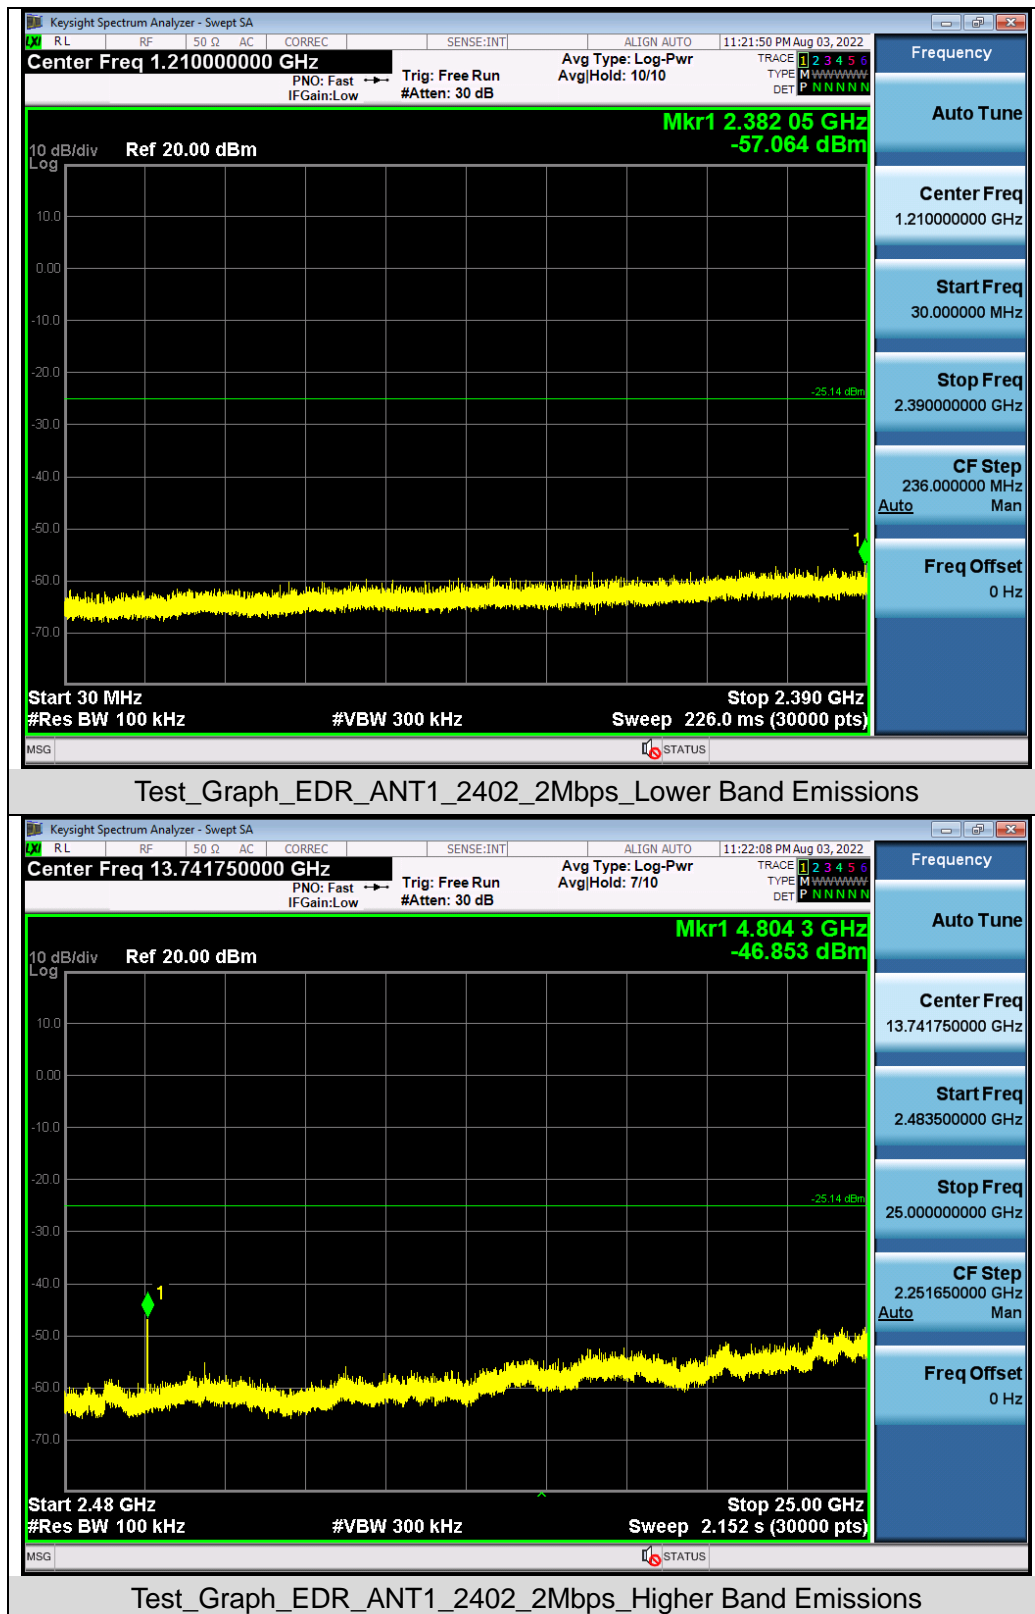 Keysight Spectrum Analyzer - Swept SA
LXI RL RF 50 Ω AC CORREC SENSE:INT ALIGN AUTO 11:21:50 PM Aug 03, 2022
Center Freq 1.210000000 GHz
PNO: Fast
IFGain:Low
Trig: Free Run
#Atten: 30 dB
Avg Type: Log-Pwr
Avg|Hold: 10/10
TRACE 1 2 3 4 5 6
TYPE M WWWWW
DET P N N N N N
Frequency
Auto Tune
Mkr1 2.382 05 GHz
-57.064 dBm
10 dB/div Ref 20.00 dBm
Log
10.0
0.00
-10.0
-20.0
-25.14 dBm
-30.0
-40.0
-50.0
1
-60.0
-70.0
Center Freq
1.210000000 GHz
Start Freq
30.000000 MHz
Stop Freq
2.390000000 GHz
CF Step
236.000000 MHz
Auto Man
Freq Offset
0 Hz
Start 30 MHz Stop 2.390 GHz
#Res BW 100 kHz #VBW 300 kHz Sweep 226.0 ms (30000 pts)
MSG STATUS
Test_Graph_EDR_ANT1_2402_2Mbps_Lower Band Emissions
Keysight Spectrum Analyzer - Swept SA
LXI RL RF 50 Ω AC CORREC SENSE:INT ALIGN AUTO 11:22:08 PM Aug 03, 2022
Center Freq 13.741750000 GHz
PNO: Fast
IFGain:Low
Trig: Free Run
#Atten: 30 dB
Avg Type: Log-Pwr
Avg|Hold: 7/10
TRACE 1 2 3 4 5 6
TYPE M WWWWW
DET P N N N N N
Frequency
Auto Tune
Mkr1 4.804 3 GHz
-46.853 dBm
10 dB/div Ref 20.00 dBm
Log
10.0
0.00
-10.0
-20.0
-25.14 dBm
-30.0
-40.0
1
-50.0
-60.0
-70.0
Center Freq
13.741750000 GHz
Start Freq
2.483500000 GHz
Stop Freq
25.000000000 GHz
CF Step
2.251650000 GHz
Auto Man
Freq Offset
0 Hz
Start 2.48 GHz Stop 25.00 GHz
#Res BW 100 kHz #VBW 300 kHz Sweep 2.152 s (30000 pts)
MSG STATUS
Test_Graph_EDR_ANT1_2402_2Mbps_Higher Band Emissions